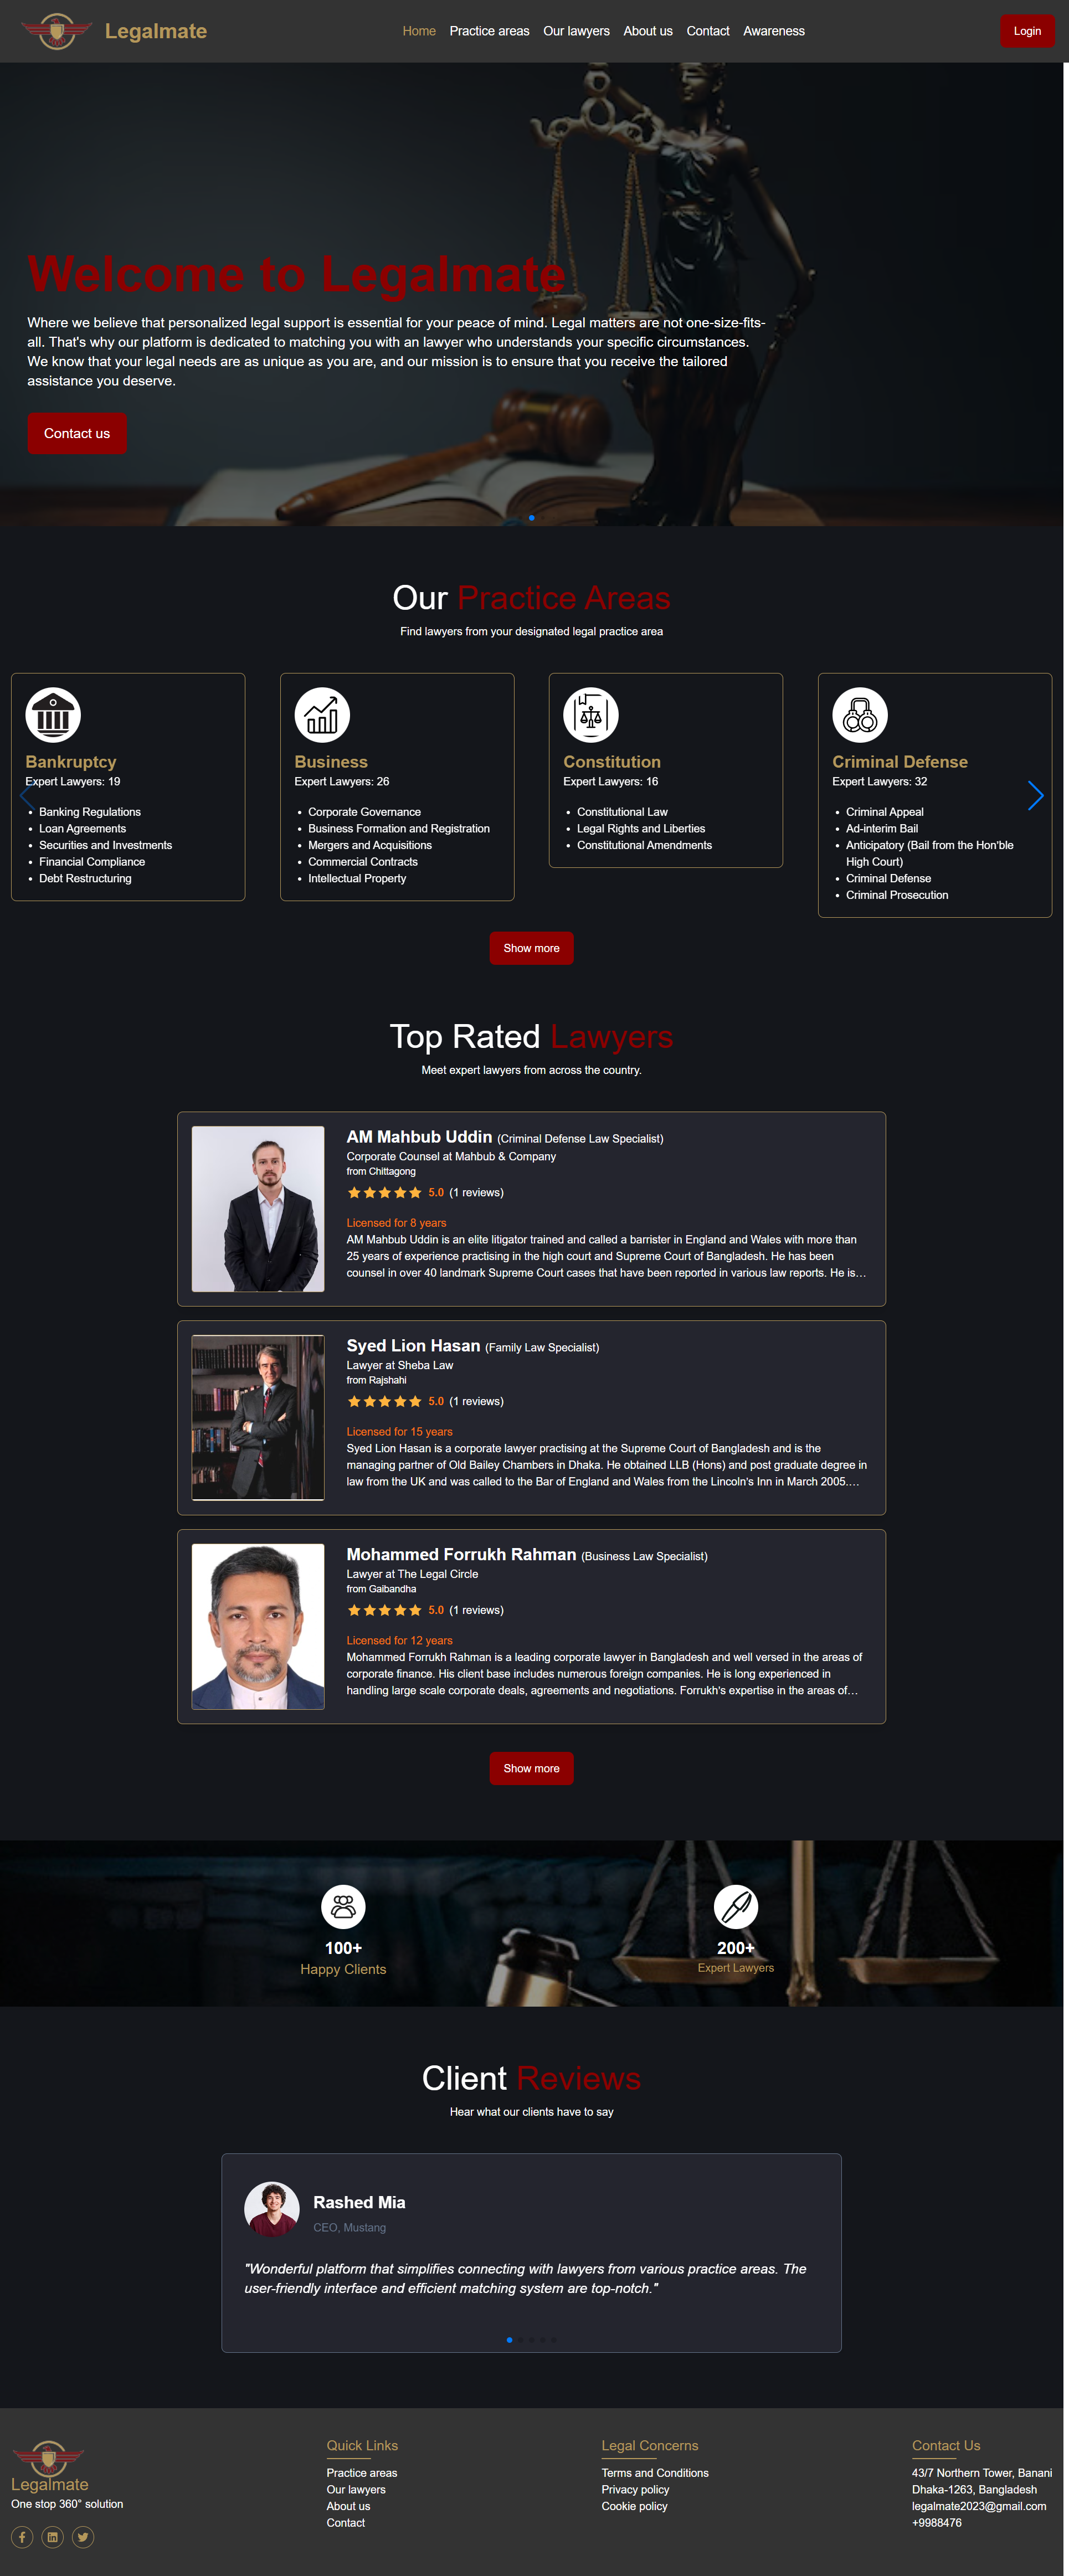 Legalmate
Home Practice areas Our lawyers About us Contact Awareness
Login
Welcome to Legalmate
Where we believe that personalized legal support is essential for your peace of mind. Legal matters are not one-size-fits-
all. That's why our platform is dedicated to matching you with an lawyer who understands your specific circumstances.
We know that your legal needs are as unique as you are, and our mission is to ensure that you receive the tailored
assistance you deserve.
Contact us
Our Practice Areas
Find lawyers from your designated legal practice area
Bankruptcy
Expert Lawyers: 19
• Banking Regulations
• Loan Agreements
• Securities and Investments
• Financial Compliance
• Debt Restructuring
Business
Expert Lawyers: 26
• Corporate Governance
• Business Formation and Registration
• Mergers and Acquisitions
• Commercial Contracts
• Intellectual Property
Constitution
Expert Lawyers: 16
• Constitutional Law
• Legal Rights and Liberties
• Constitutional Amendments
Criminal Defense
Expert Lawyers: 32
• Criminal Appeal
• Ad-interim Bail
• Anticipatory (Bail from the Hon'ble
High Court)
• Criminal Defense
• Criminal Prosecution
Show more
Top Rated Lawyers
Meet expert lawyers from across the country.
AM Mahbub Uddin (Criminal Defense Law Specialist)
Corporate Counsel at Mahbub & Company
from Chittagong
5.0 (1 reviews)
Licensed for 8 years
AM Mahbub Uddin is an elite litigator trained and called a barrister in England and Wales with more than
25 years of experience practising in the high court and Supreme Court of Bangladesh. He has been
counsel in over 40 landmark Supreme Court cases that have been reported in various law reports. He is…
Syed Lion Hasan (Family Law Specialist)
Lawyer at Sheba Law
from Rajshahi
5.0 (1 reviews)
Licensed for 15 years
Syed Lion Hasan is a corporate lawyer practising at the Supreme Court of Bangladesh and is the
managing partner of Old Bailey Chambers in Dhaka. He obtained LLB (Hons) and post graduate degree in
law from the UK and was called to the Bar of England and Wales from the Lincoln's Inn in March 2005.…
Mohammed Forrukh Rahman (Business Law Specialist)
Lawyer at The Legal Circle
from Gaibandha
5.0 (1 reviews)
Licensed for 12 years
Mohammed Forrukh Rahman is a leading corporate lawyer in Bangladesh and well versed in the areas of
corporate finance. His client base includes numerous foreign companies. He is long experienced in
handling large scale corporate deals, agreements and negotiations. Forrukh's expertise in the areas of…
Show more
100+
Happy Clients
200+
Expert Lawyers
Client Reviews
Hear what our clients have to say
Rashed Mia
CEO, Mustang
"Wonderful platform that simplifies connecting with lawyers from various practice areas. The
user-friendly interface and efficient matching system are top-notch."
Legalmate
One stop 360° solution
Quick Links
Practice areas
Our lawyers
About us
Contact
Legal Concerns
Terms and Conditions
Privacy policy
Cookie policy
Contact Us
43/7 Northern Tower, Banani
Dhaka-1263, Bangladesh
legalmate2023@gmail.com
+9988476